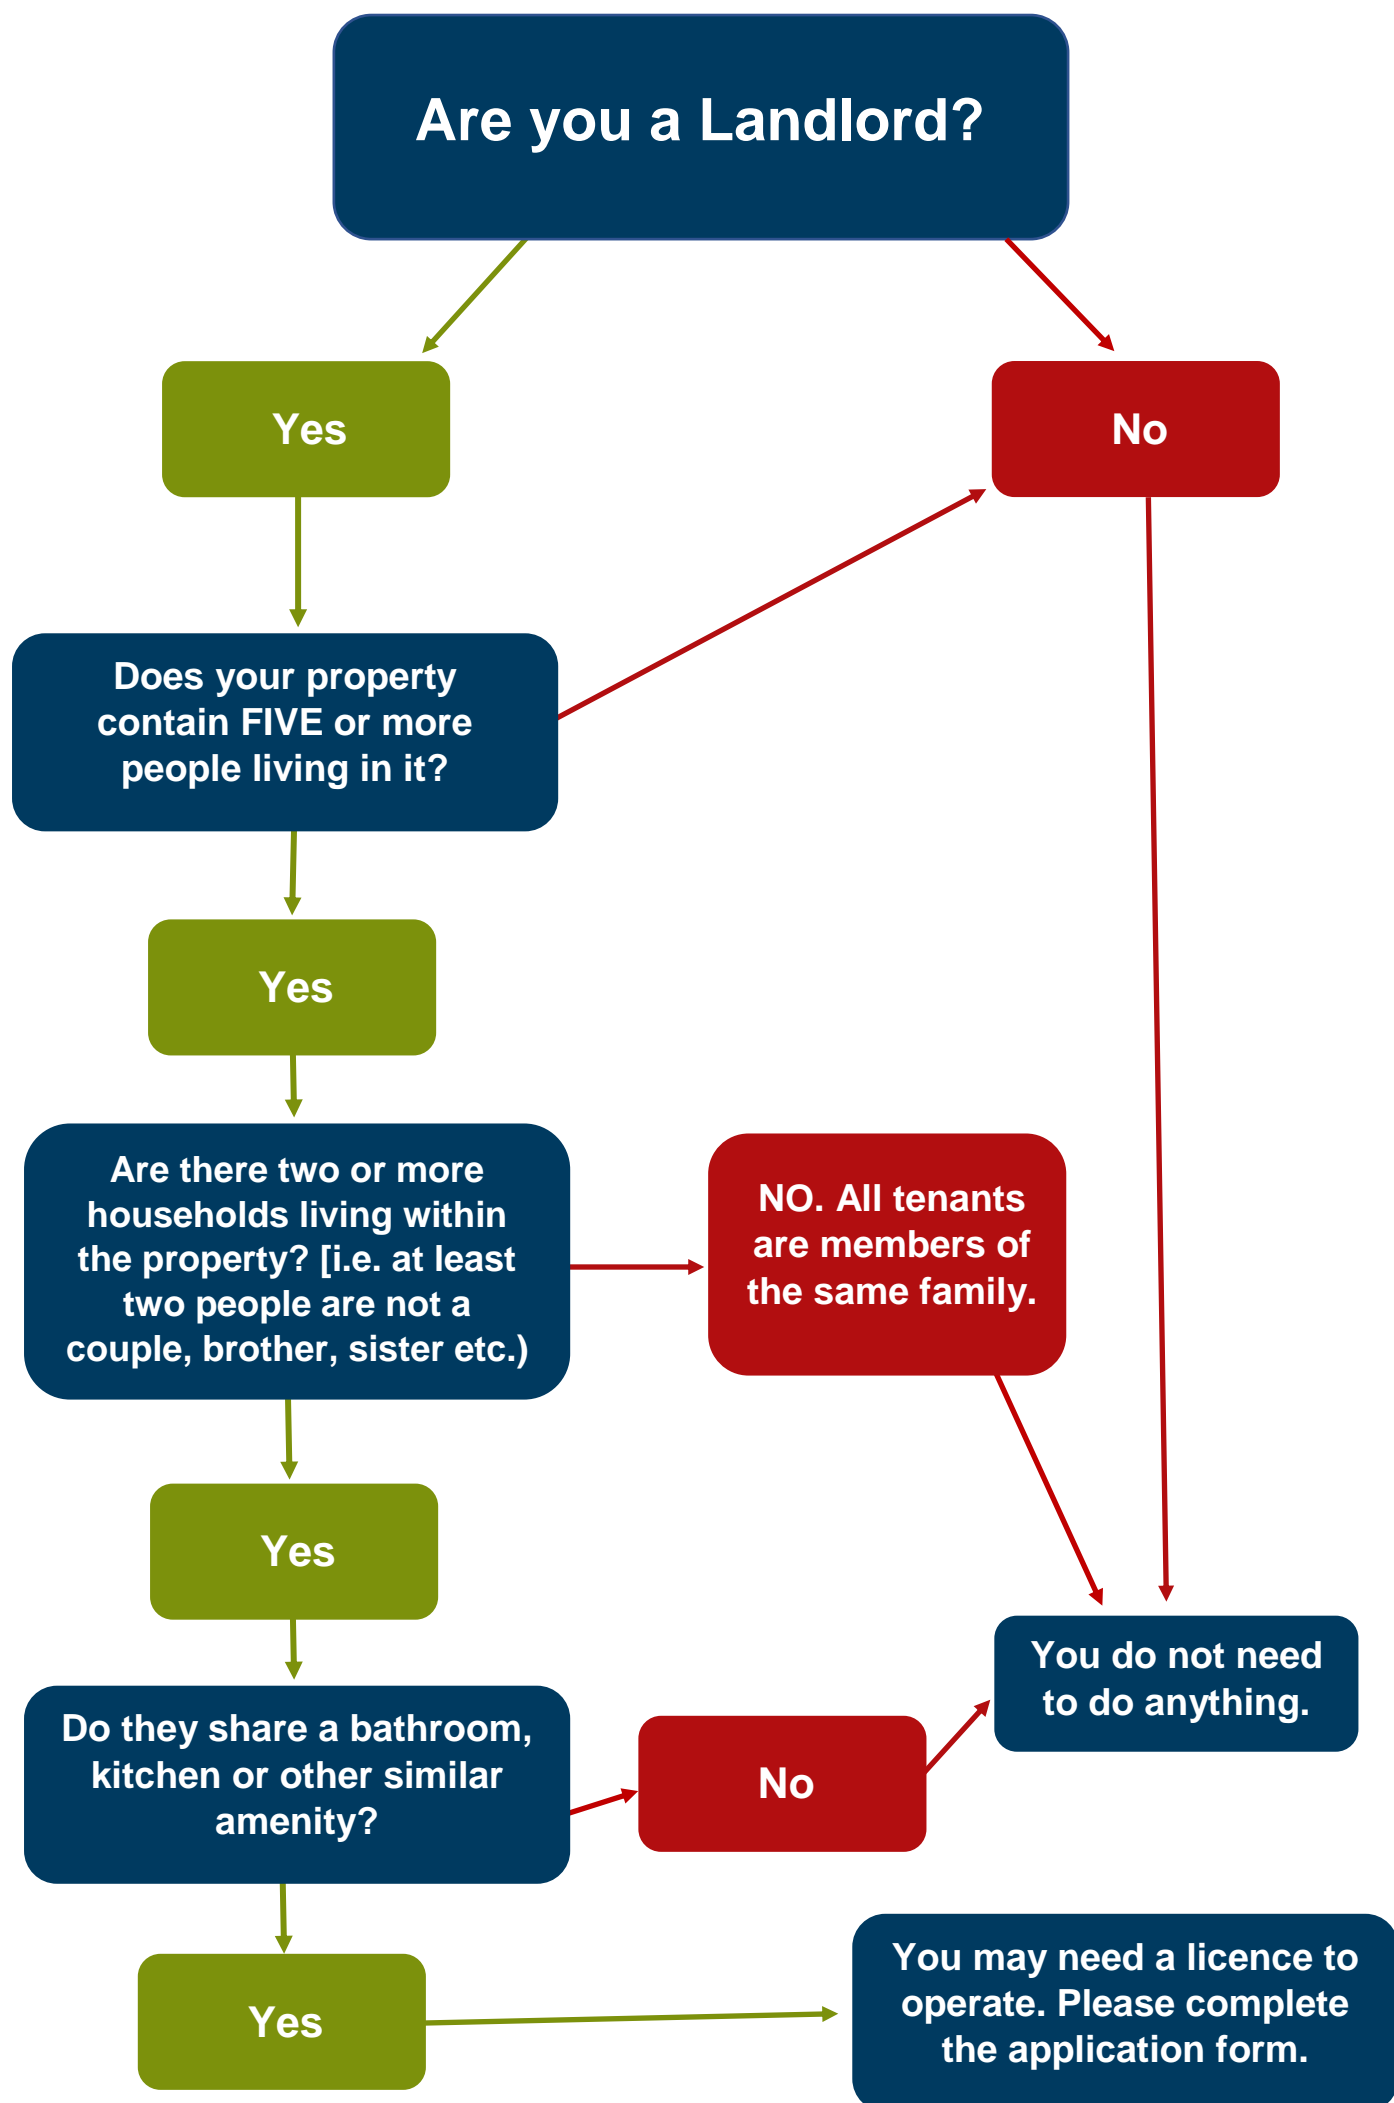 Are you a Landlord?
Yes
No
Does your property
contain FIVE or more
people living in it?
Yes
Are there two or more
households living within
the property? [i.e. at least
two people are not a
couple, brother, sister etc.)
NO. All tenants
are members of
the same family.
Yes
You do not need
to do anything.
Do they share a bathroom,
kitchen or other similar
amenity?
No
Yes
You may need a licence to
operate. Please complete
the application form.